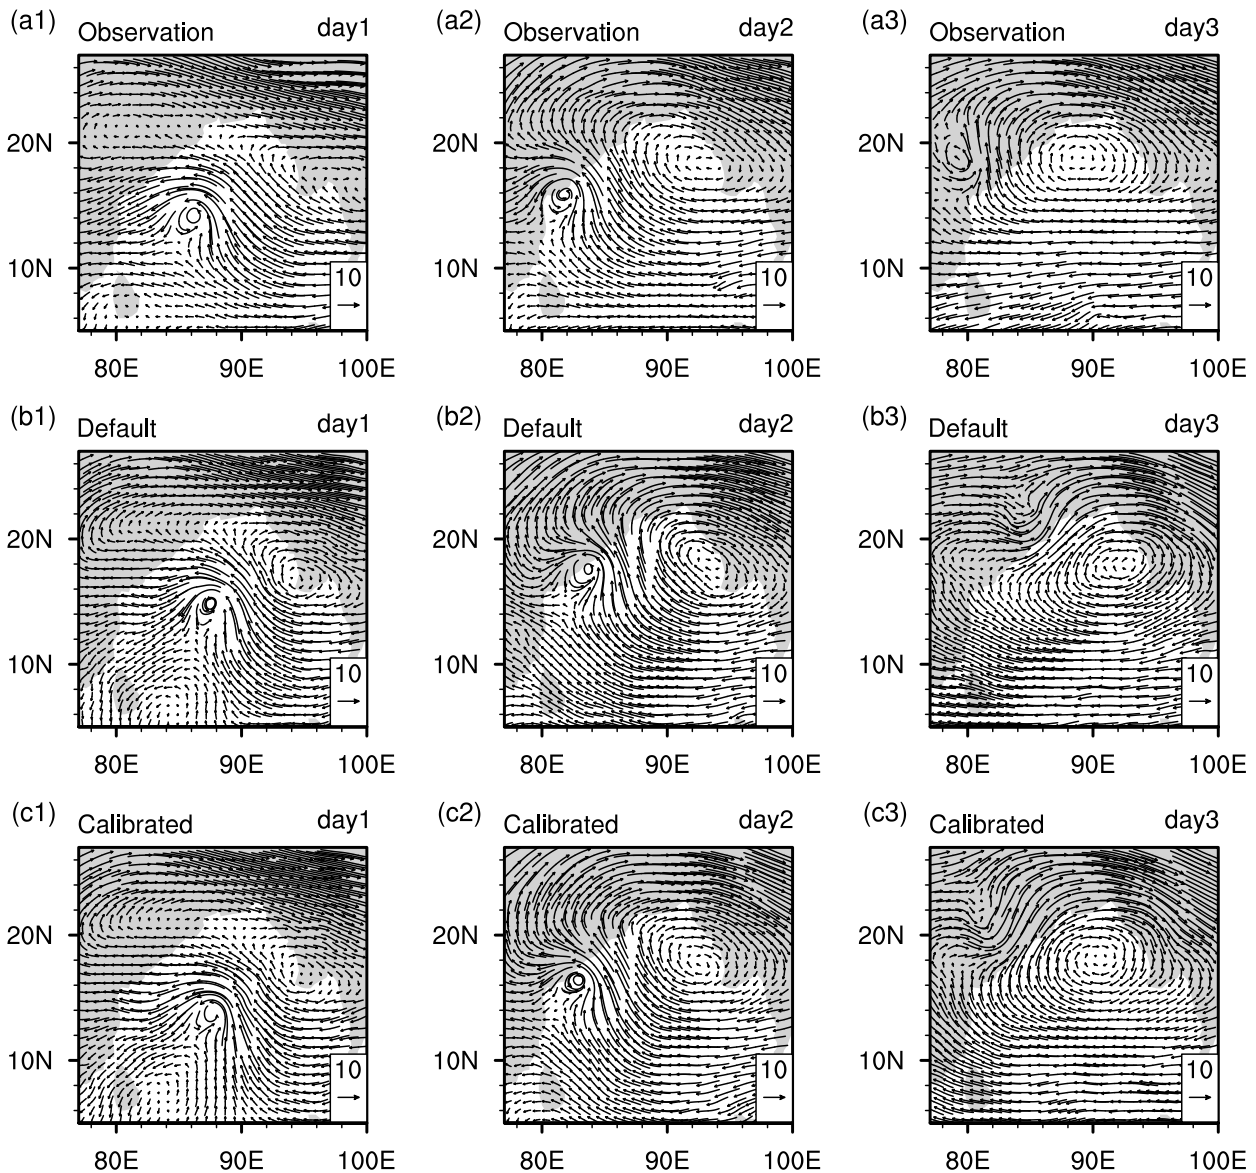 (a1) Observation day1
(a2) Observation day2
(a3) Observation day3
20N 20N 20N
10N 10N 10N
10 10 10
80E 90E 100E 80E 90E 100E 80E 90E 100E
(b1) Default day1
(b2) Default day2
(b3) Default day3
20N 20N 20N
10N 10N 10N
10 10 10
80E 90E 100E 80E 90E 100E 80E 90E 100E
(c1) Calibrated day1
(c2) Calibrated day2
(c3) Calibrated day3
20N 20N 20N
10N 10N 10N
10 10 10
80E 90E 100E 80E 90E 100E 80E 90E 100E